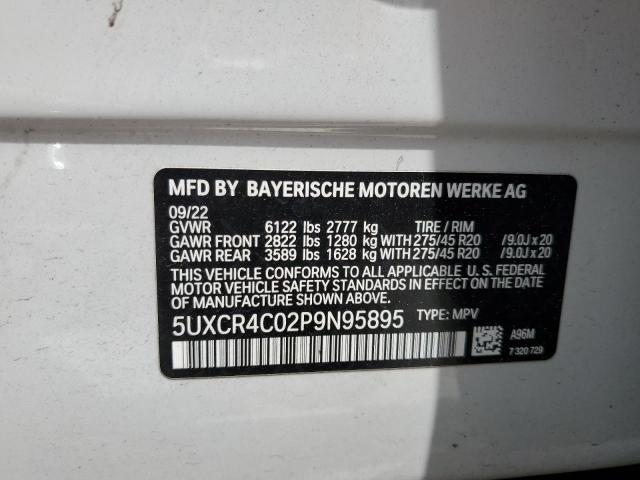 MFD BY BAYERISCHE MOTOREN WERKE AG
09/22
GVWR 6122 lbs 2777 kg TIRE / RIM
GAWR FRONT 2822 lbs 1280 kg WITH 275/45 R20 /9.0J x 20
GAWR REAR 3589 lbs 1628 kg WITH 275/45 R20 /9.0J x 20
THIS VEHICLE CONFORMS TO ALL APPLICABLE U. S. FEDERAL
MOTOR VEHICLE SAFETY STANDARDS IN EFFECT ON THE
DATE OF MANUFACTURE SHOWN ABOVE.
5UXCR4C02P9N95895 TYPE: MPV
A96M
7 320 729